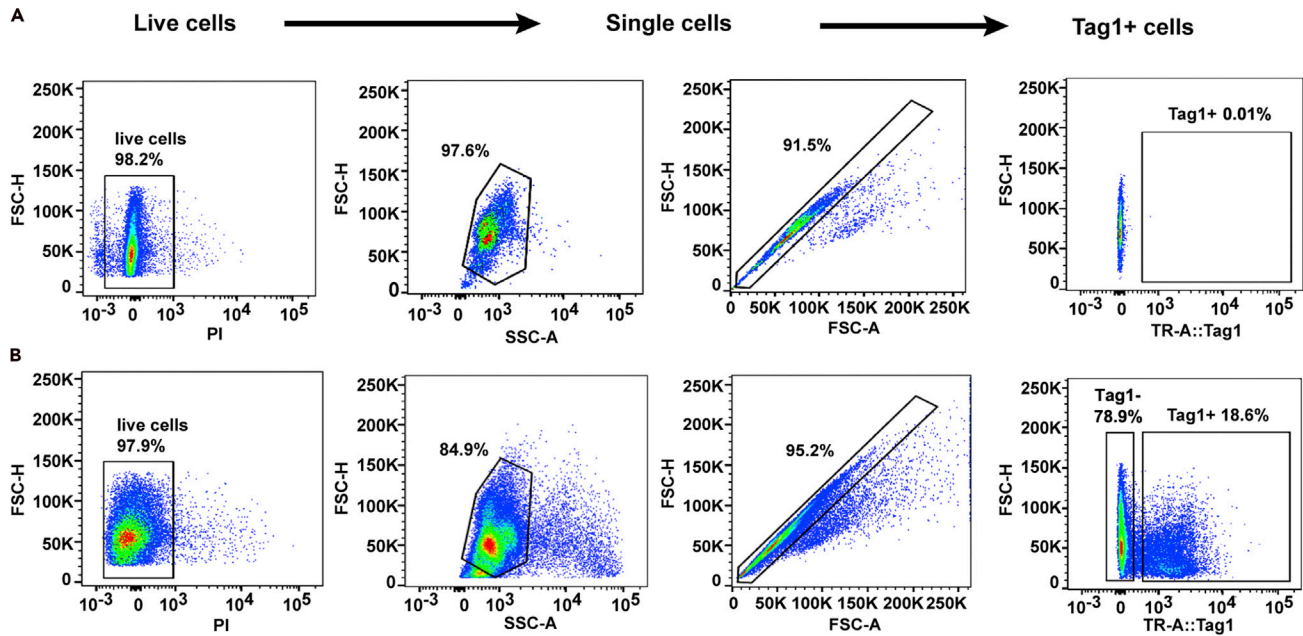 A
Live cells
Single cells
Tag1+ cells
250K
200K
150K
100K
50K
0
FSC-H
live cells
98.2%
10-3 0 103 104 105
PI
250K
200K
150K
100K
50K
0
FSC-H
97.6%
10-3 0 103 104 105
SSC-A
250K
200K
150K
100K
50K
0
FSC-H
91.5%
0 50K 100K 150K 200K 250K
FSC-A
250K
200K
150K
100K
50K
0
FSC-H
Tag1+ 0.01%
10-3 0 103 104 105
TR-A::Tag1
B
250K
200K
150K
100K
50K
0
FSC-H
live cells
97.9%
10-3 0 103 104 105
PI
250K
200K
150K
100K
50K
0
FSC-H
84.9%
10-3 0 103 104 105
SSC-A
250K
200K
150K
100K
50K
0
FSC-H
95.2%
0 50K 100K 150K 200K 250K
FSC-A
250K
200K
150K
100K
50K
0
FSC-H
Tag1-
78.9%
Tag1+ 18.6%
10-3 0 103 104 105
TR-A::Tag1